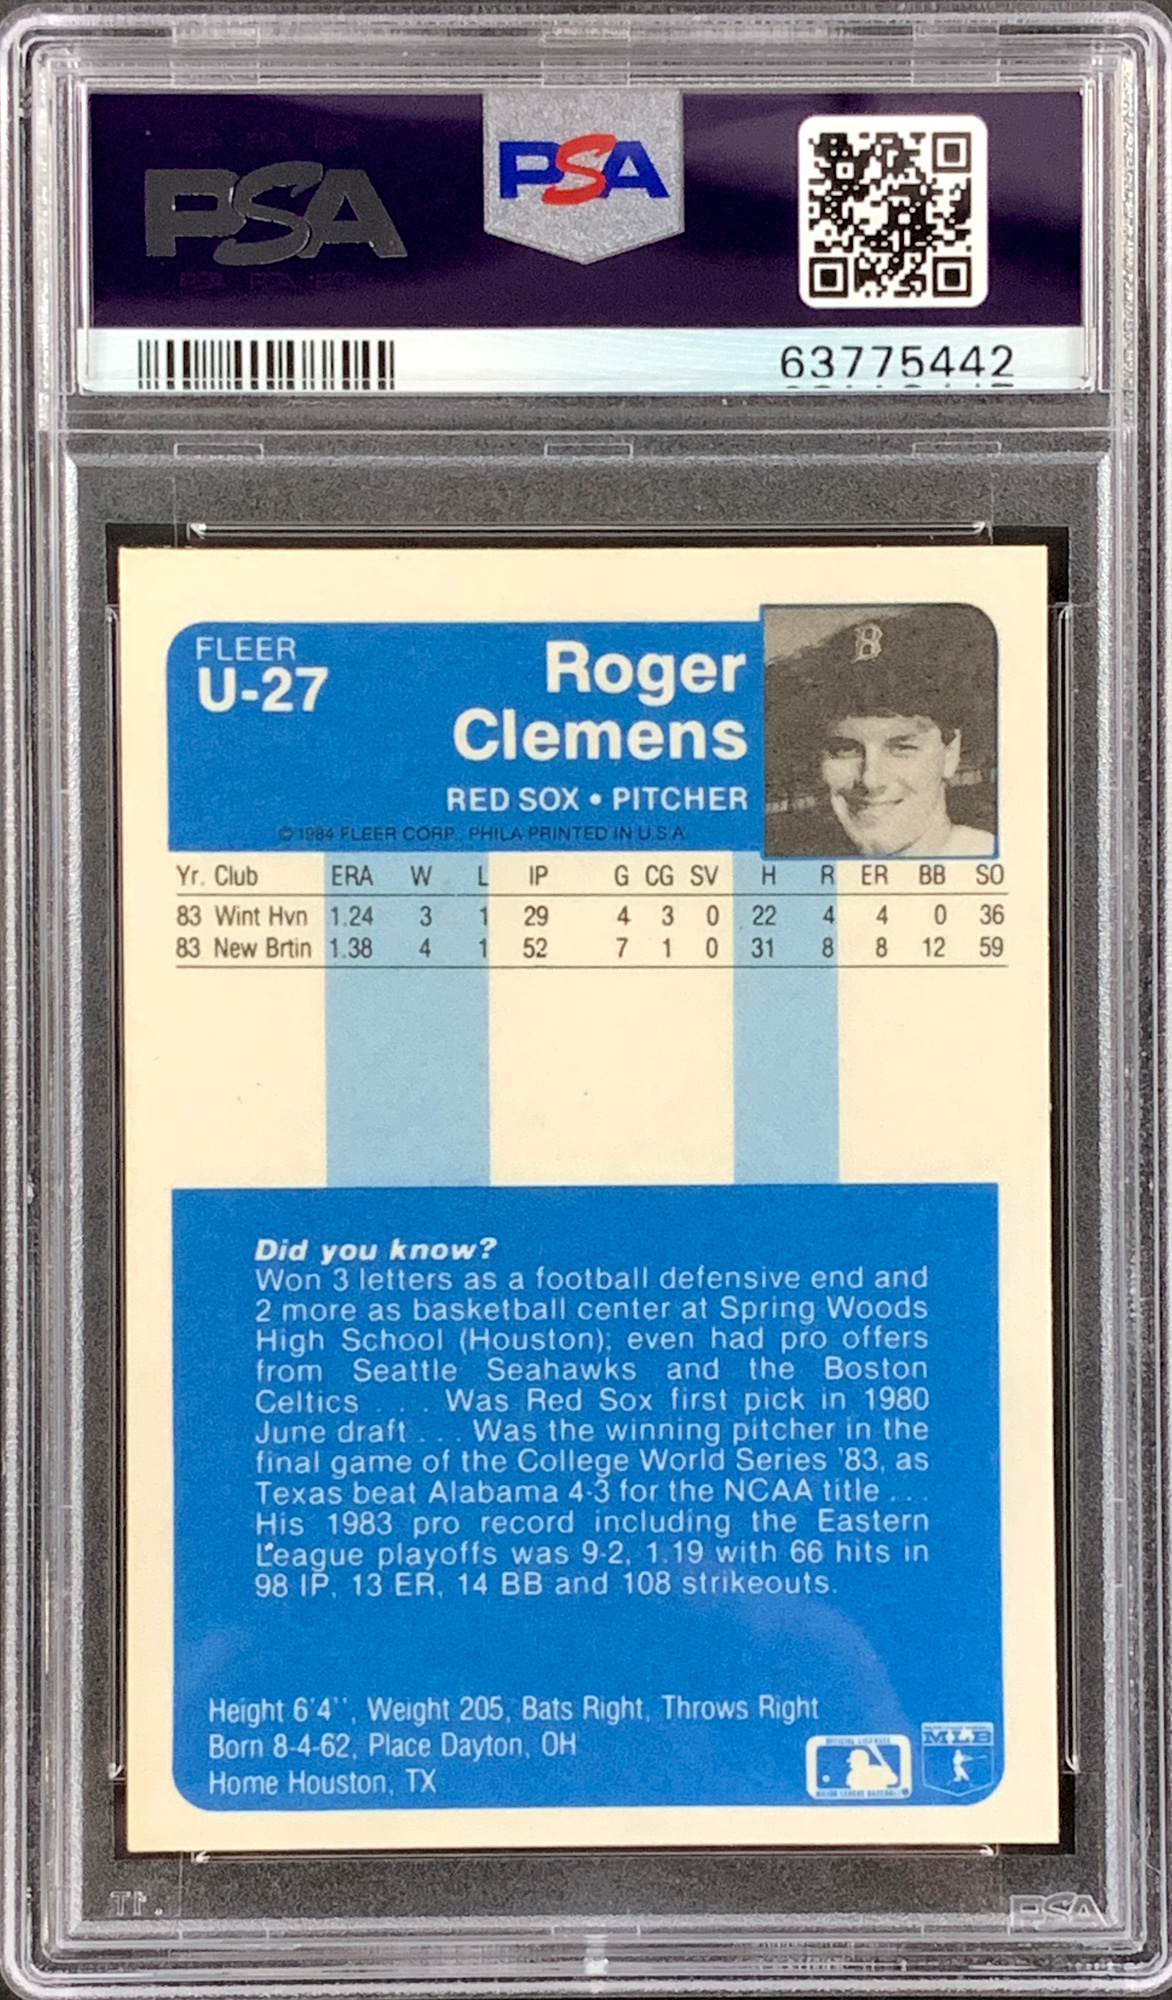 PSA
PSA
63775442
FLEER
U-27
Roger
Clemens
RED SOX • PITCHER
© 1984 FLEER CORP. PHILA PRINTED IN U.S.A.
Yr. Club ERA W L IP G CG SV H R ER BB SO
83 Wint Hvn 1.24 3 1 29 4 3 0 22 4 4 0 36
83 New Brtin 1.38 4 1 52 7 1 0 31 8 8 12 59
Did you know?
Won 3 letters as a football defensive end and
2 more as basketball center at Spring Woods
High School (Houston); even had pro offers
from Seattle Seahawks and the Boston
Celtics . . . Was Red Sox first pick in 1980
June draft . . . Was the winning pitcher in the
final game of the College World Series '83, as
Texas beat Alabama 4-3 for the NCAA title . . .
His 1983 pro record including the Eastern
League playoffs was 9-2, 1.19 with 66 hits in
98 IP, 13 ER, 14 BB and 108 strikeouts.
Height 6'4'', Weight 205, Bats Right, Throws Right
Born 8-4-62, Place Dayton, OH
Home Houston, TX
MLB
PSA